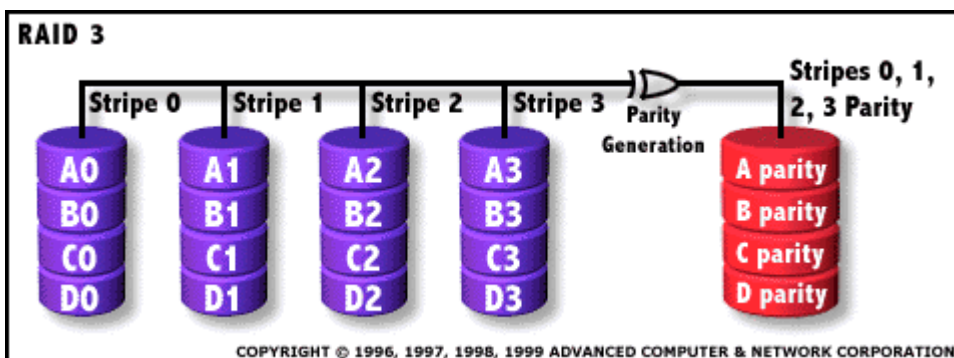 RAID 3
Stripe 0
Stripe 1
Stripe 2
Stripe 3
Parity
Generation
Stripes 0, 1,
2, 3 Parity
A0
B0
C0
D0
A1
B1
C1
D1
A2
B2
C2
D2
A3
B3
C3
D3
A parity
B parity
C parity
D parity
COPYRIGHT © 1996, 1997, 1998, 1999 ADVANCED COMPUTER & NETWORK CORPORATION